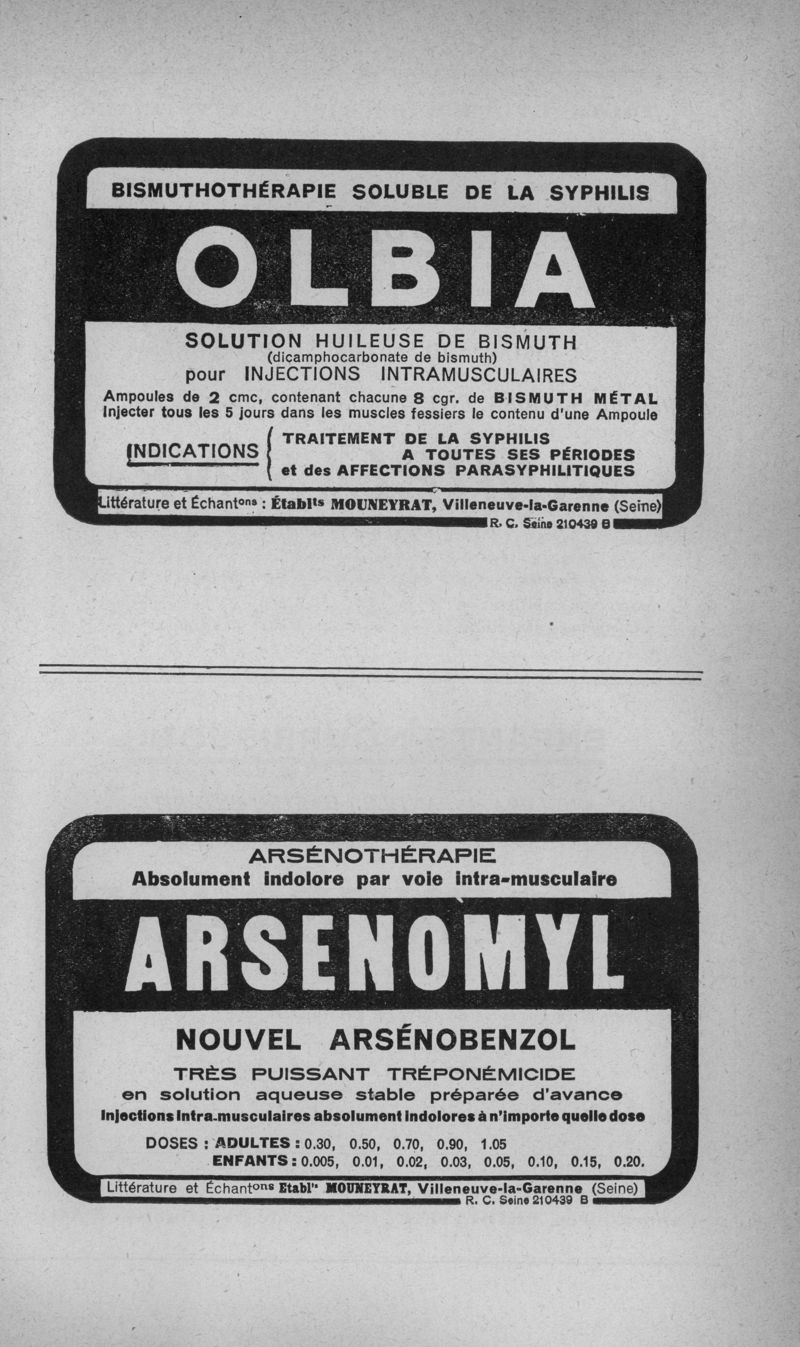 BISMUTHOTHÉRAPIE SOLUBLE DE LA SYPHILIS
OLBIA
SOLUTION HUILEUSE DE BISMUTH
(dicamphocarbonate de bismuth)
pour INJECTIONS INTRAMUSCULAIRES
Ampoules de 2 cmc, contenant chacune 8 cgr. de BISMUTH MÉTAL
Injecter tous les 5 jours dans les muscles fessiers le contenu d'une Ampoule
INDICATIONS
TRAITEMENT DE LA SYPHILIS
A TOUTES SES PÉRIODES
et des AFFECTIONS PARASYPHILITIQUES
Littérature et Échantons : Établts MOUNEYRAT, Villeneuve-la-Garenne (Seine)
R. C. Seine 210439 B
ARSÉNOTHÉRAPIE
Absolument indolore par voie intra-musculaire
ARSENOMYL
NOUVEL ARSÉNOBENZOL
TRÈS PUISSANT TRÉPONÉMICIDE
en solution aqueuse stable préparée d'avance
Injections Intra-musculaires absolument Indolores à n'importe quelle dose
DOSES : ADULTES : 0.30, 0.50, 0.70, 0.90, 1.05
ENFANTS : 0.005, 0.01, 0.02, 0.03, 0.05, 0.10, 0.15, 0.20.
Littérature et Échantons Etablts MOUNEYRAT, Villeneuve-la-Garenne (Seine)
R. C. Seine 210439 B